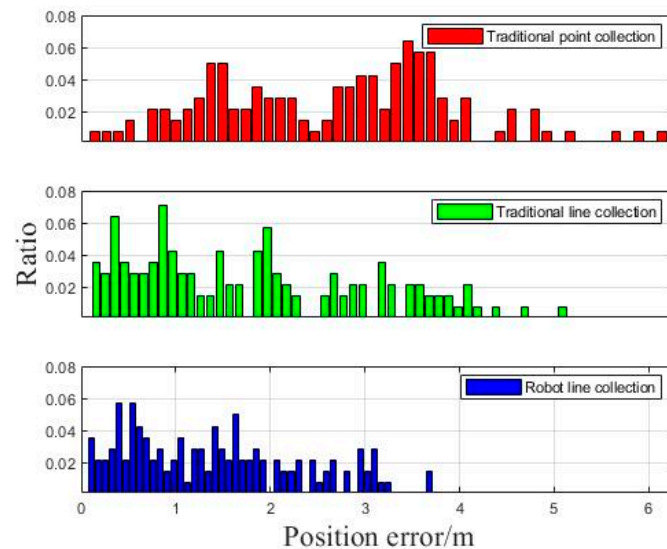 0.08
Traditional point collection
0.06
0.04
0.02
0.08
Traditional line collection
0.06
0.04
0.02
Ratio
0.08
Robot line collection
0.06
0.04
0.02
0 1 2 3 4 5 6
Position error/m